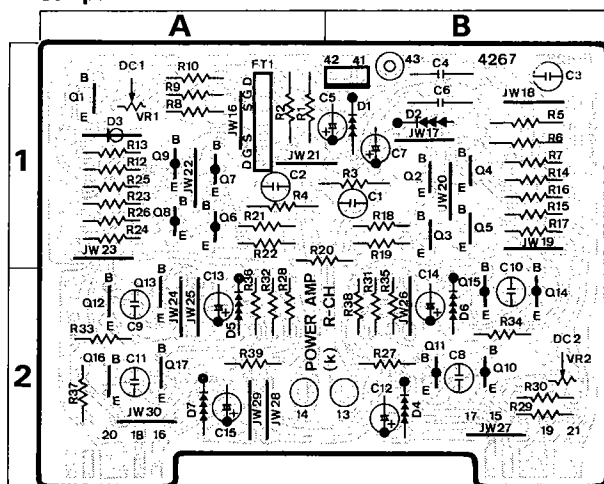 A B
1
2
DC1 R10 FT1 42 41 43 C4 4267
B R9 G D C5 C6 C3
Q1 R8 S D1 JW18
E VR1 JW16 R2 R1 D2 R5
D3 S JW17 R6
R13 G JW21 C7 B B R7
R12 Q9 B JW22 B D R3 Q2 JW20 Q4 R14
R25 E Q7 C2 E E R16
R23 E R4 C1 B B R15
R26 Q8 B B Q6 R21 R18 Q3 Q5 R17
R24 E E R22 R19 E E JW19
JW23 R20
B Q13 B C13 R36 R32 R28 POWER AMP R-CH (k) R38 R31 R35 C14 B C10 B
Q12 JW24 JW25 D5 JW26 D6 Q15 Q14
E C9 E E E
R33 R34 DC2
Q16 B C11 B Q17 R39 R27 Q11 B C8 B Q10 VR2
R37 E E E E R30
JW30 D7 C15 JW29 JW28 14 13 C12 D4 R29
20 18 16 17 15 JW27 19 21